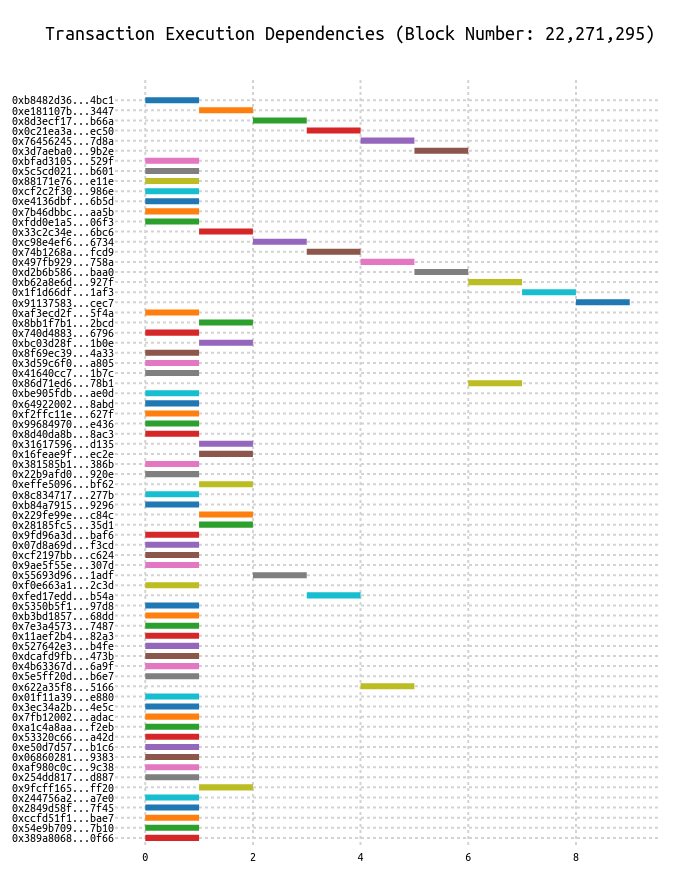 Transaction Execution Dependencies (Block Number: 22,271,295)
0xb8482d36...4bc1
0xe181107b...3447
0x8d3ecf17...b66a
0x0c21ea3a...ec50
0x76456245...7d8a
0x3d7aeba0...9b2e
0xbfad3105...529f
0x5c5cd021...b601
0x88171e76...e11e
0xcf2c2f30...986e
0xe4136dbf...6b5d
0x7b46dbbc...aa5b
0xfdd0e1a5...06f3
0x33c2c34e...6bc6
0xc98e4ef6...6734
0x74b1268a...fcd9
0x497fb929...758a
0xd2b6b586...baa0
0xb62a8e6d...927f
0x1f1d66df...1af3
0x91137583...cec7
0xaf3ecd2f...5f4a
0x8bb1f7b1...2bcd
0x740d4883...6796
0xbc03d28f...1b0e
0x8f69ec39...4a33
0x3d59c6f0...a805
0x41640cc7...1b7c
0x86d71ed6...78b1
0xbe905fdb...ae0d
0x64922002...8abd
0xf2ffc11e...627f
0x99684970...e436
0x8d40da8b...8ac3
0x31617596...d135
0x16feae9f...ec2e
0x381585b1...386b
0x22b9afd0...920e
0xeffe5096...bf62
0x8c834717...277b
0xb84a7915...9296
0x229fe99e...c84c
0x28185fc5...35d1
0x9fd96a3d...baf6
0x07d8a69d...f3cd
0xcf2197bb...c624
0x9ae5f55e...307d
0x55693d96...1adf
0xf0e663a1...2c3d
0xfed17edd...b54a
0x5350b5f1...97d8
0xb3bd1857...68dd
0x7e3a4573...7487
0x11aef2b4...82a3
0x527642e3...b4fe
0xdcafd9fb...473b
0x4b63367d...6a9f
0x5e5ff20d...b6e7
0x622a35f8...5166
0x01f11a39...e880
0x3ec34a2b...4e5c
0x7fb12002...adac
0xa1c4a8aa...f2eb
0x53320c66...a42d
0xe50d7d57...b1c6
0x06860281...9383
0xaf980c0c...9c38
0x254dd817...d887
0x9fcff165...ff20
0x244756a2...a7e0
0x2849d58f...7f45
0xccfd51f1...bae7
0x54e9b709...7b10
0x389a8068...0f66
0 2 4 6 8